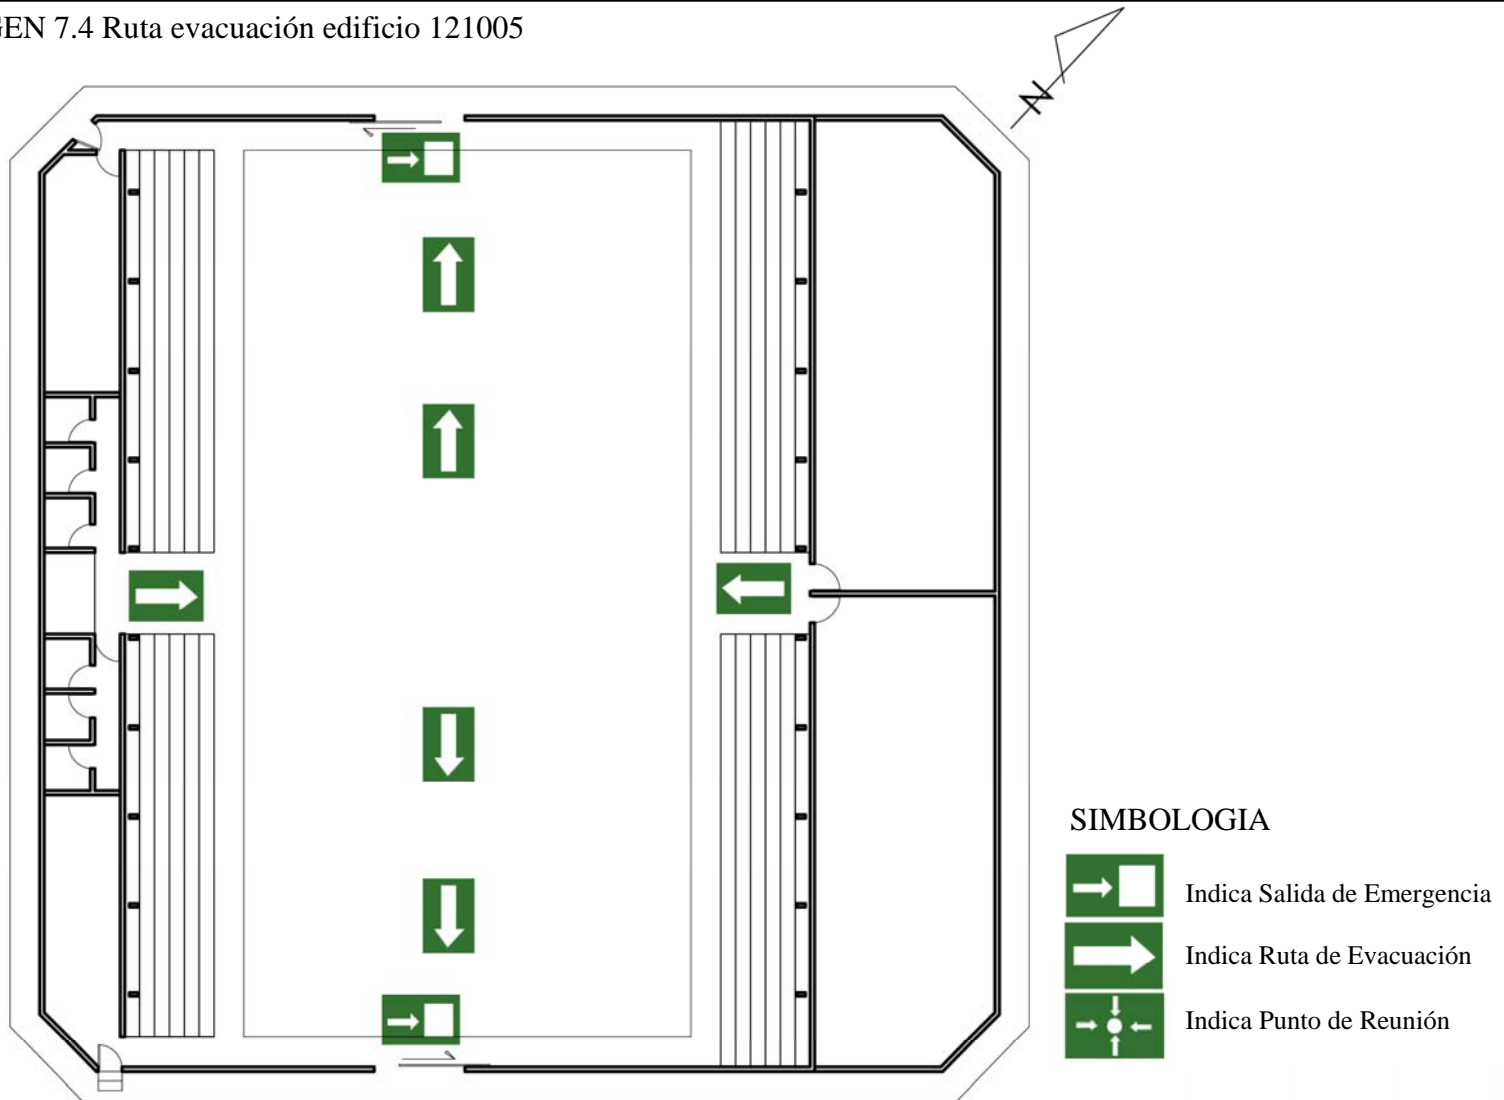 GEN 7.4 Ruta evacuación edificio 121005
N
SIMBOLOGIA
Indica Salida de Emergencia
Indica Ruta de Evacuación
Indica Punto de Reunión